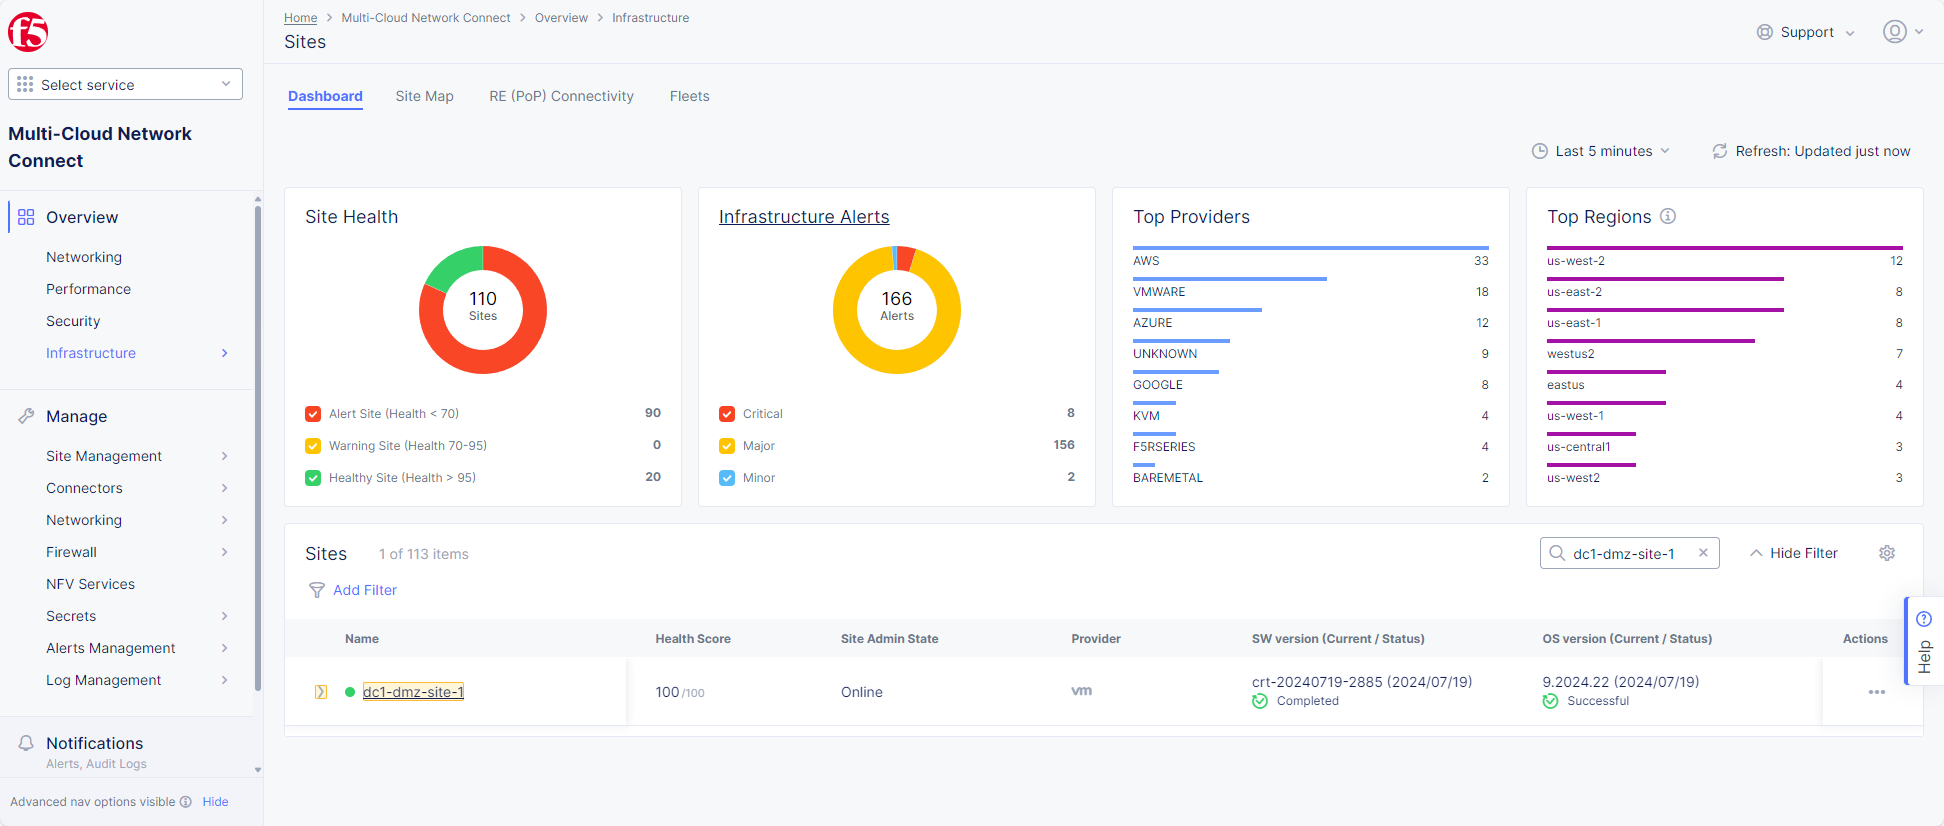 f5
Select service
Multi-Cloud Network
Connect
Overview
Networking
Performance
Security
Infrastructure
Manage
Site Management
Connectors
Networking
Firewall
NFV Services
Secrets
Alerts Management
Log Management
Notifications
Alerts, Audit Logs
Advanced nav options visible Hide
Home > Multi-Cloud Network Connect > Overview > Infrastructure
Sites
Support
Dashboard Site Map RE (PoP) Connectivity Fleets
Last 5 minutes Refresh: Updated just now
Site Health
110
Sites
Alert Site (Health < 70) 90
Warning Site (Health 70-95) 0
Healthy Site (Health > 95) 20
Infrastructure Alerts
166
Alerts
Critical 8
Major 156
Minor 2
Top Providers
AWS 33
VMWARE 18
AZURE 12
UNKNOWN 9
GOOGLE 8
KVM 4
F5RSERIES 4
BAREMETAL 2
Top Regions
us-west-2 12
us-east-2 8
us-east-1 8
westus2 7
eastus 4
us-west-1 4
us-central1 3
us-west2 3
Sites 1 of 113 items dc1-dmz-site-1 Hide Filter
Add Filter
Name Health Score Site Admin State Provider SW version (Current / Status) OS version (Current / Status) Actions
dc1-dmz-site-1 100 /100 Online vm crt-20240719-2885 (2024/07/19) 9.2024.22 (2024/07/19)
Completed Successful
Help